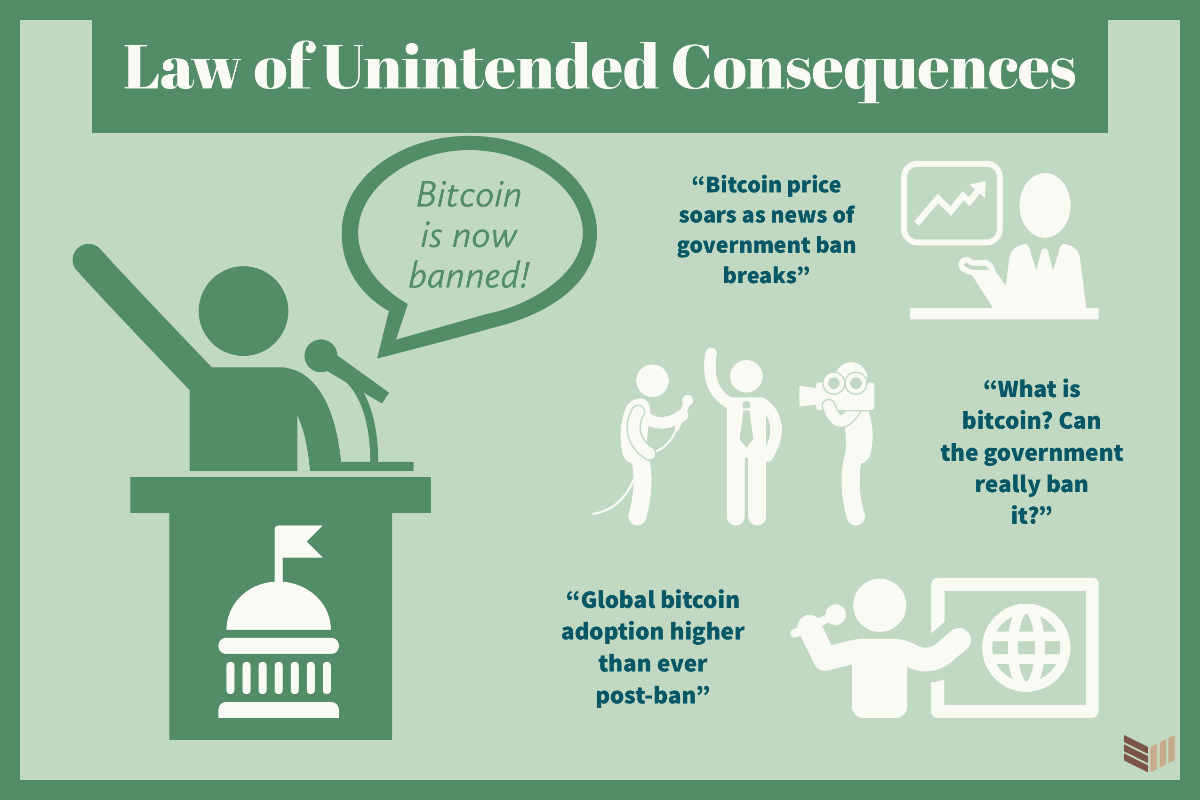 Law of Unintended Consequences
Bitcoin
is now
banned!
“Bitcoin price
soars as news of
government ban
breaks”
“What is
bitcoin? Can
the government
really ban
it?”
“Global bitcoin
adoption higher
than ever
post-ban”